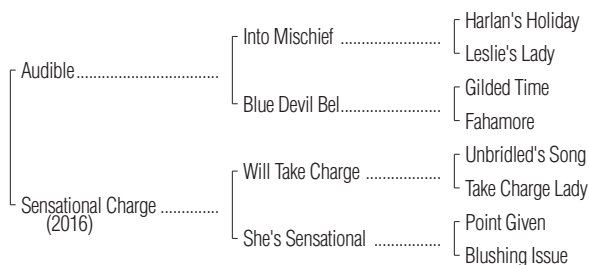 Harlan's Holiday
Into Mischief ......................
Leslie's Lady
Audible................................
Gilded Time
Blue Devil Bel......................
Fahamore
Unbridled's Song
Will Take Charge .................
Take Charge Lady
Sensational Charge .............
(2016)
Point Given
She's Sensational ...............
Blushing Issue